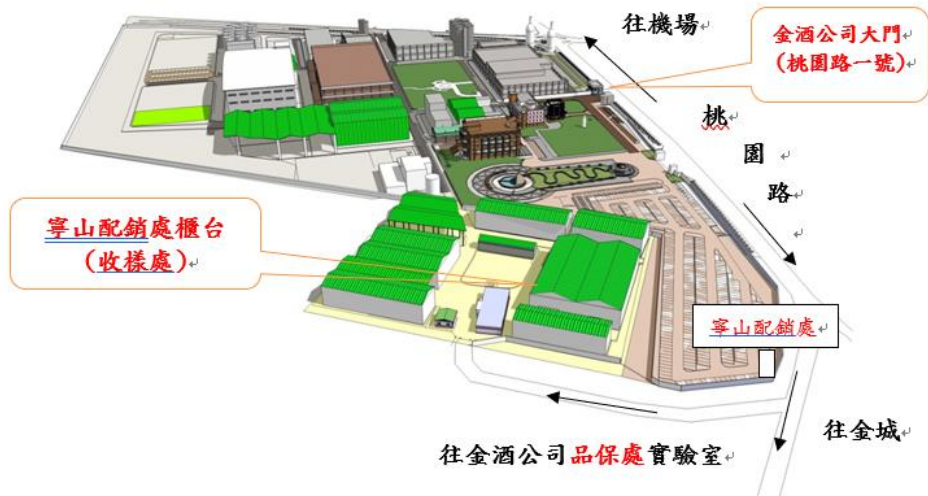 往機場
金酒公司大門
(桃園路一號)
桃
園
路
寧山配銷處櫃台
(收樣處)
寧山配銷處
往金城
往金酒公司品保處實驗室